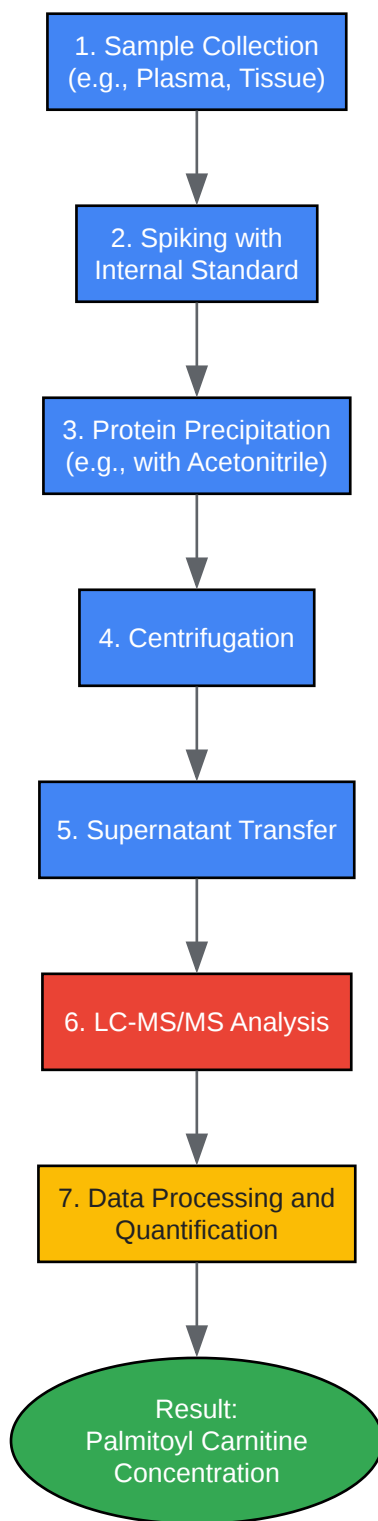 1. Sample Collection
(e.g., Plasma, Tissue)
2. Spiking with
Internal Standard
3. Protein Precipitation
(e.g., with Acetonitrile)
4. Centrifugation
5. Supernatant Transfer
6. LC-MS/MS Analysis
7. Data Processing and
Quantification
Result:
Palmitoyl Carnitine
Concentration